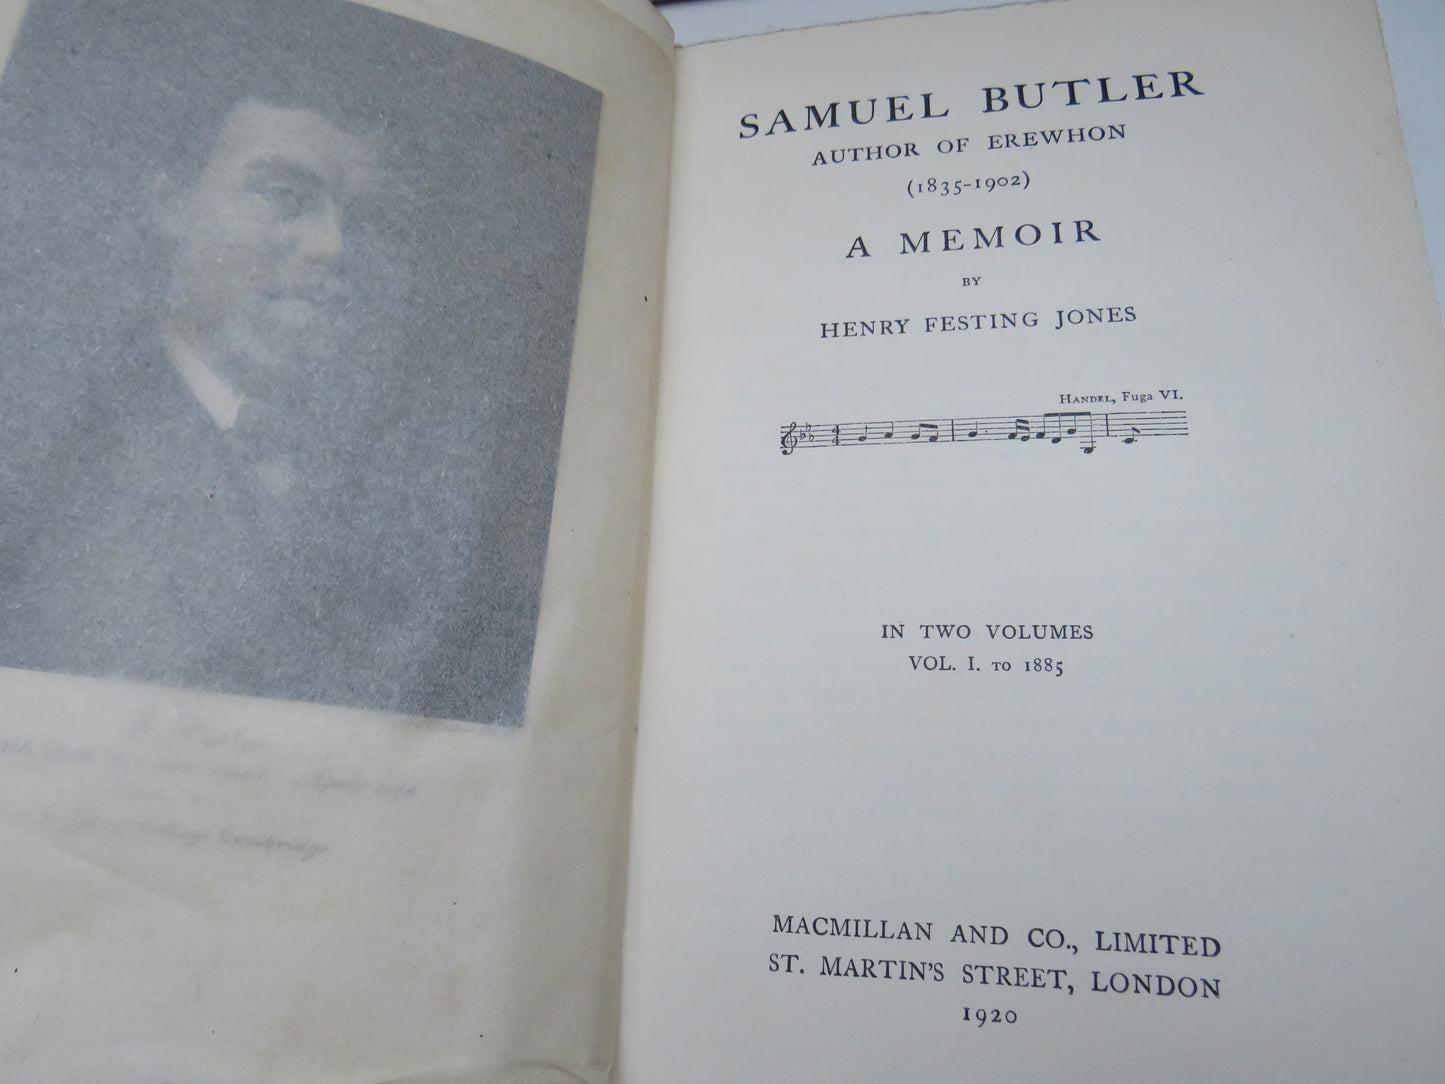 SAMUEL BUTLER
AUTHOR OF EREWHON
(1835-1902)
A MEMOIR
BY
HENRY FESTING JONES
HANDEL, Fuga VI.
IN TWO VOLUMES
VOL. I. TO 1885
MACMILLAN AND CO., LIMITED
ST. MARTIN'S STREET, LONDON
1920